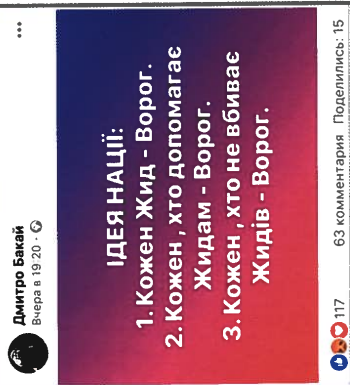 Дмитро Бакай
Вчера в 19:20 ·
ІДЕЯ НАЦІЇ:
1. Кожен Жид - Ворог.
2. Кожен , хто допомагає
Жидам - Ворог.
3. Кожен , хто не вбиває
Жидів - Ворог.
117
63 комментария Поделились: 15